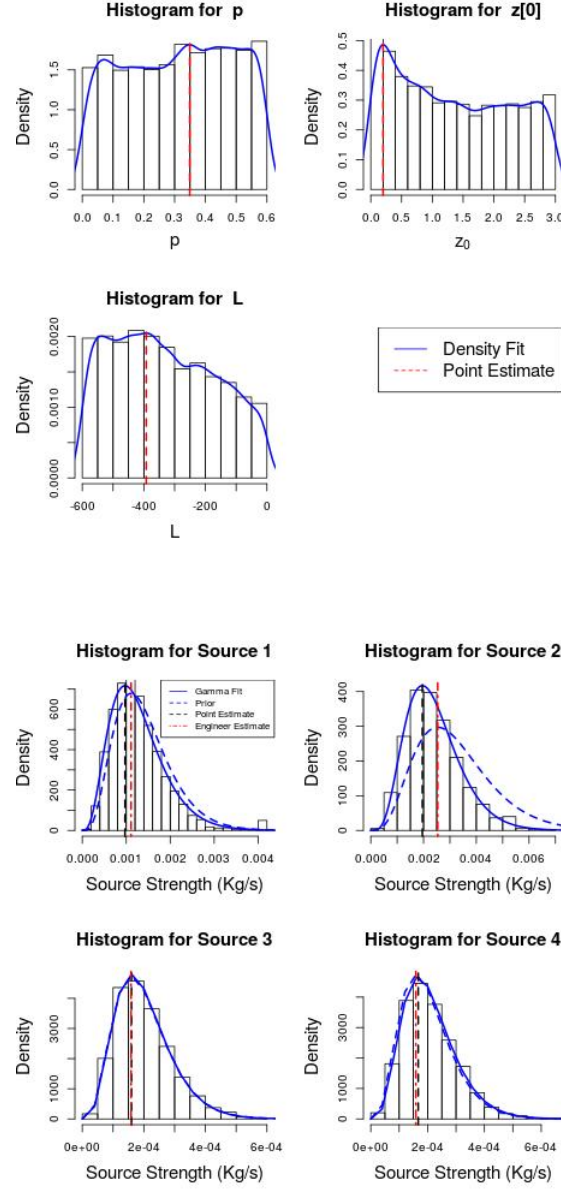 Histogram for p
Density
0.0 0.5 1.0 1.5
0.0 0.1 0.2 0.3 0.4 0.5 0.6
p
Histogram for z[0]
Density
0.0 0.1 0.2 0.3 0.4 0.5
0.0 0.5 1.0 1.5 2.0 2.5 3.0
z0
Histogram for L
Density
0.0000 0.0010 0.0020
-600 -400 -200 0
L
Density Fit
Point Estimate
Histogram for Source 1
Density
0 200 400 600
Gamma Fit
Prior
Point Estimate
Engineer Estimate
0.000 0.001 0.002 0.003 0.004
Source Strength (Kg/s)
Histogram for Source 2
Density
0 100 200 300 400
0.000 0.002 0.004 0.006
Source Strength (Kg/s)
Histogram for Source 3
Density
0 1000 3000
0e+00 2e-04 4e-04 6e-04
Source Strength (Kg/s)
Histogram for Source 4
Density
0 1000 3000
0e+00 2e-04 4e-04 6e-04
Source Strength (Kg/s)